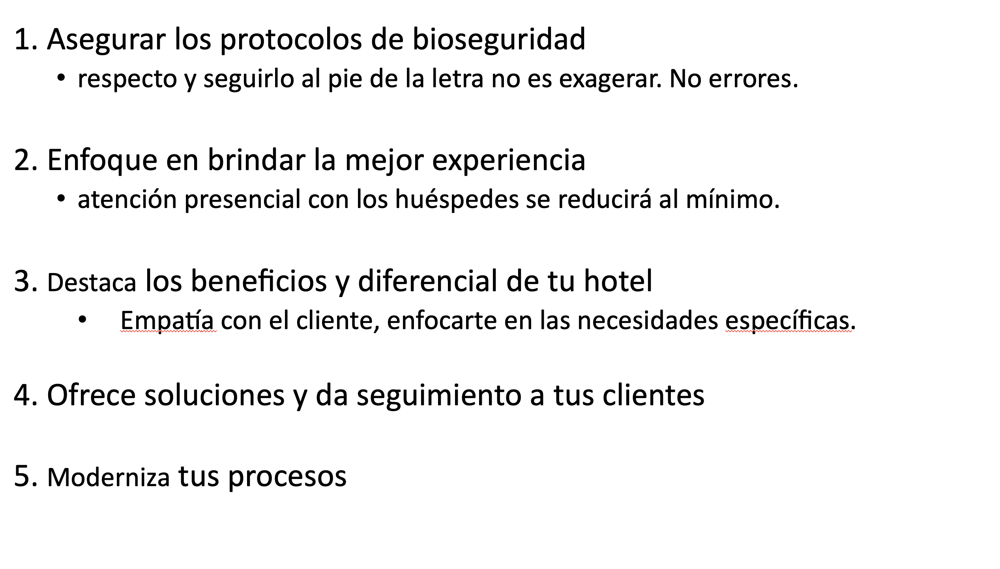 1. Asegurar los protocolos de bioseguridad
• respecto y seguirlo al pie de la letra no es exagerar. No errores.
2. Enfoque en brindar la mejor experiencia
• atención presencial con los huéspedes se reducirá al mínimo.
3. Destaca los beneficios y diferencial de tu hotel
• Empatía con el cliente, enfocarte en las necesidades específicas.
4. Ofrece soluciones y da seguimiento a tus clientes
5. Moderniza tus procesos